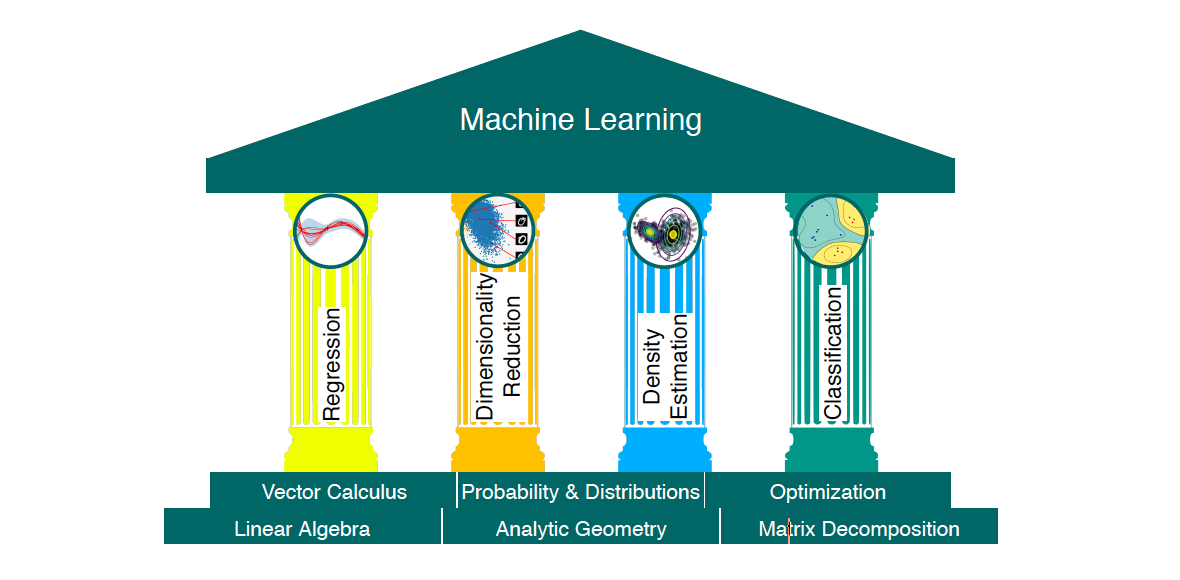 Machine Learning
Regression
Dimensionality
Reduction
Density
Estimation
Classification
Vector Calculus
Probability & Distributions
Optimization
Linear Algebra
Analytic Geometry
Matrix Decomposition